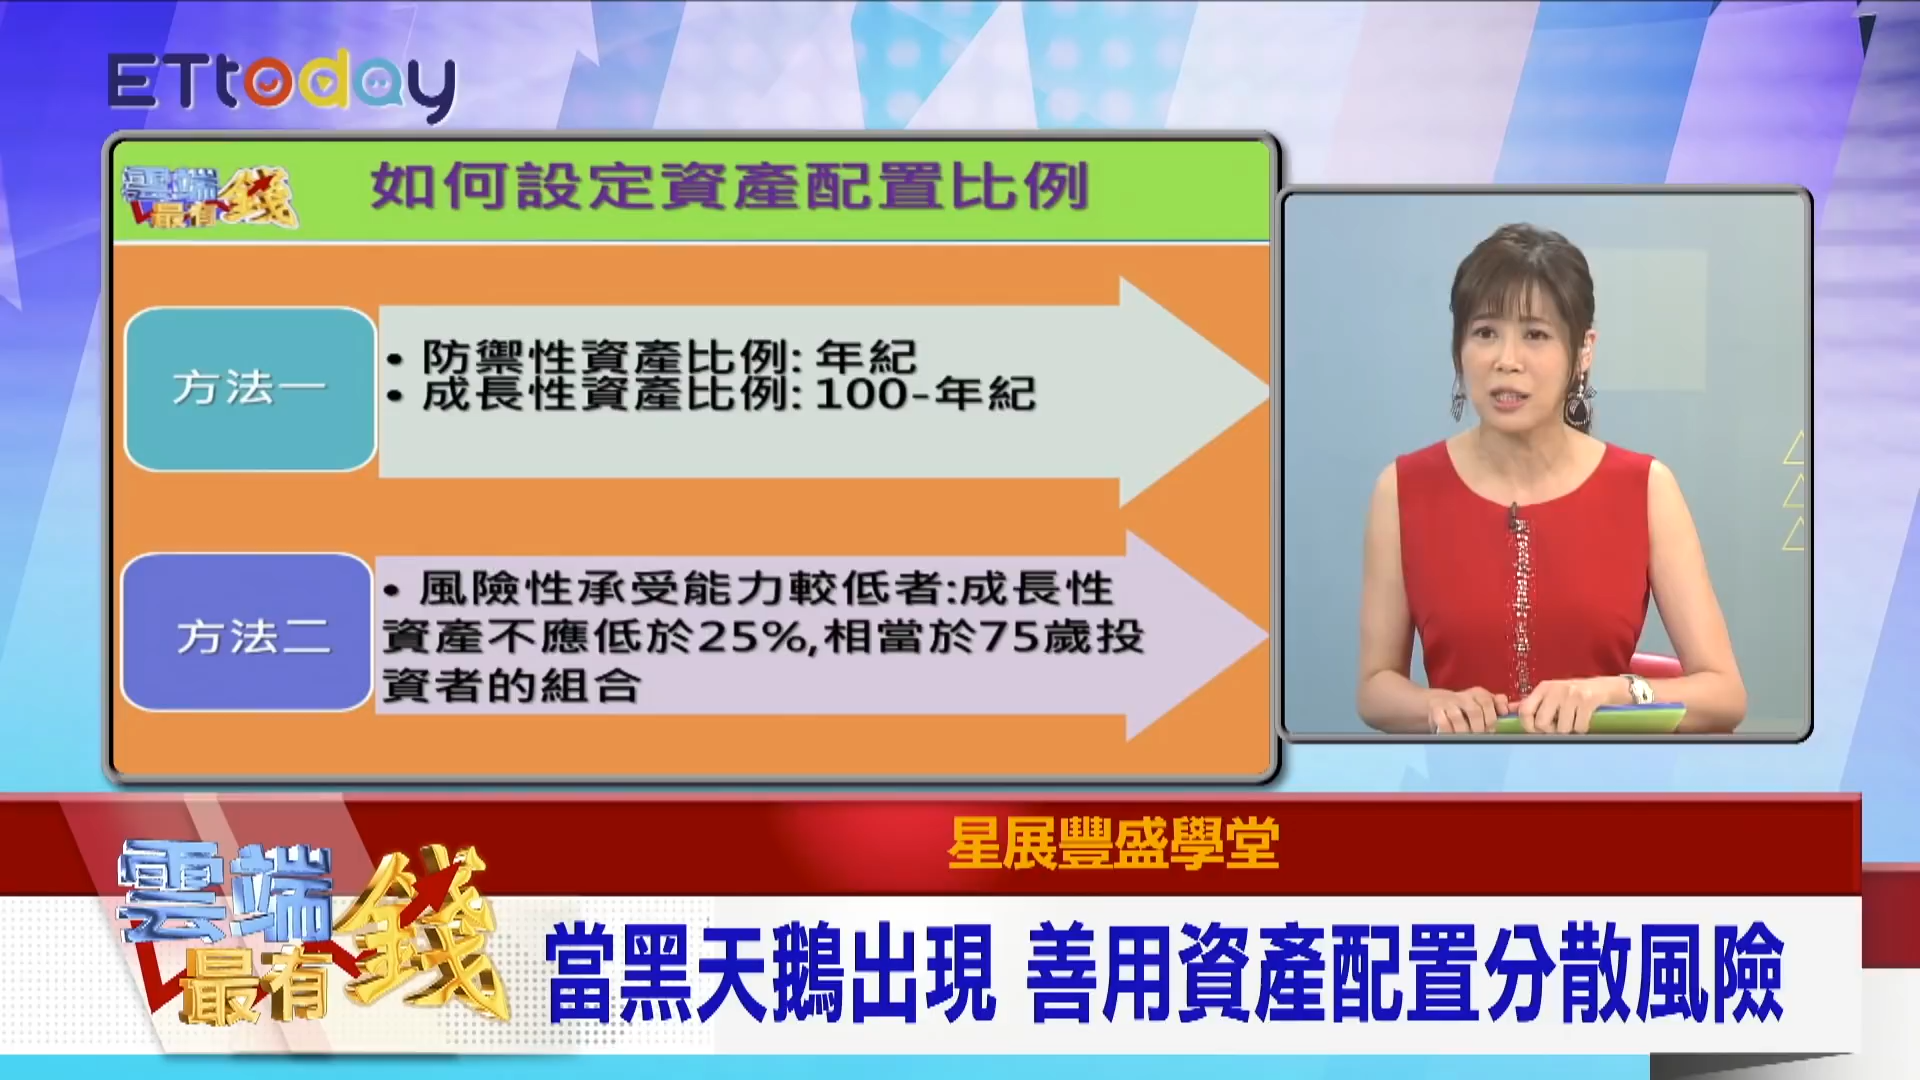 ETtoday
雲端
最有錢
如何設定資產配置比例
方法一
• 防禦性資產比例: 年紀
• 成長性資產比例: 100-年紀
方法二
• 風險性承受能力較低者:成長性
資產不應低於25%,相當於75歲投
資者的組合
星展豐盛學堂
雲端
最有錢
當黑天鵝出現 善用資產配置分散風險